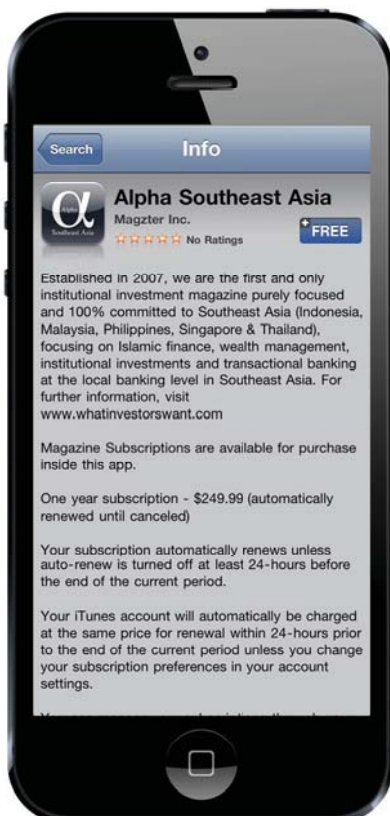 Search
Info
Alpha
α
Southeast Asia
Alpha Southeast Asia
Magzter Inc.
No Ratings
FREE
Established in 2007, we are the first and only
institutional investment magazine purely focused
and 100% committed to Southeast Asia (Indonesia,
Malaysia, Philippines, Singapore & Thailand),
focusing on Islamic finance, wealth management,
institutional investments and transactional banking
at the local banking level in Southeast Asia. For
further information, visit
www.whatinvestorswant.com
Magazine Subscriptions are available for purchase
inside this app.
One year subscription - $249.99 (automatically
renewed until canceled)
Your subscription automatically renews unless
auto-renew is turned off at least 24-hours before
the end of the current period.
Your iTunes account will automatically be charged
at the same price for renewal within 24-hours prior
to the end of the current period unless you change
your subscription preferences in your account
settings.